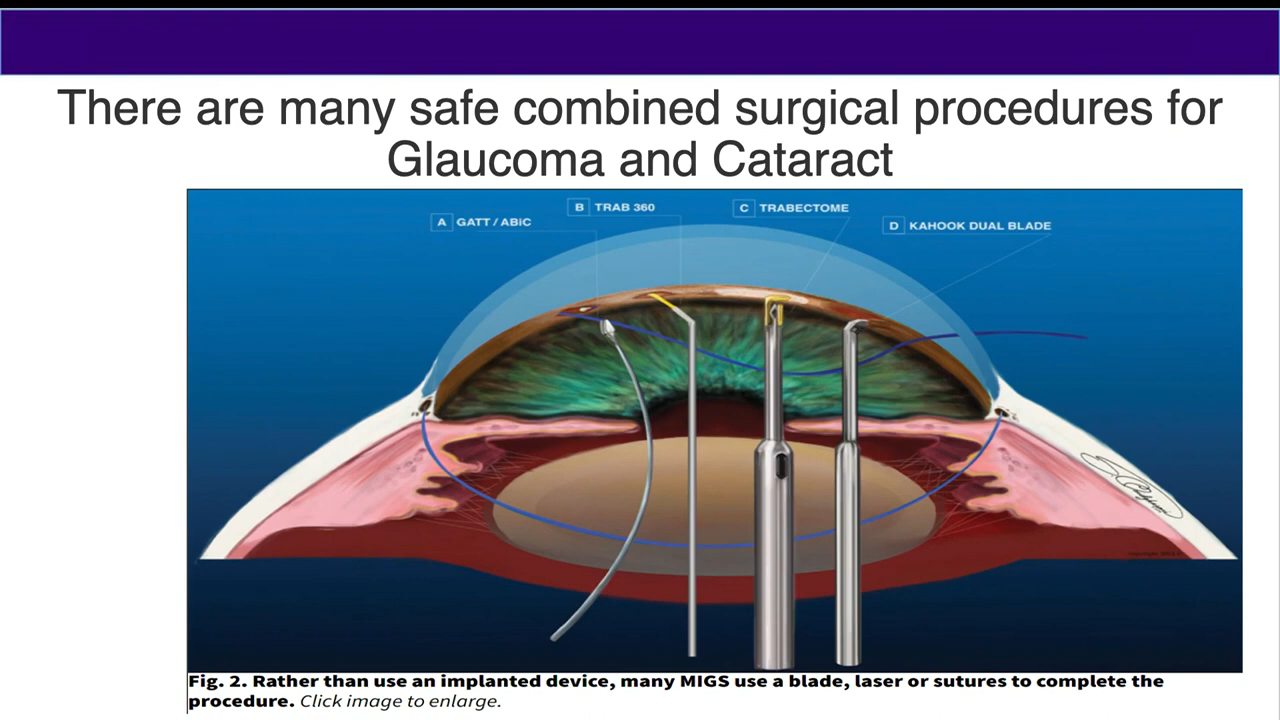 There are many safe combined surgical procedures for
Glaucoma and Cataract
A GATT / ABiC
B TRAB 360
C TRABECTOME
D KAHOOK DUAL BLADE
Fig. 2. Rather than use an implanted device, many MIGS use a blade, laser or sutures to complete the
procedure. Click image to enlarge.